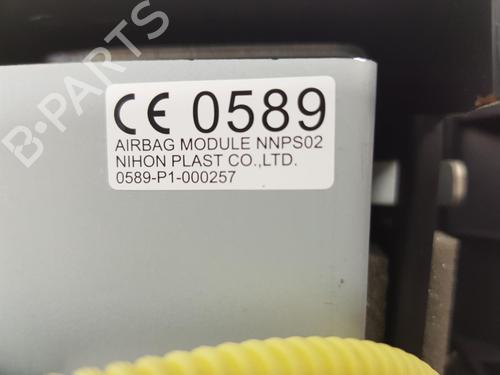 CE 0589
AIRBAG MODULE NNPS02
NIHON PLAST CO.,LTD.
0589-P1-000257
B-PARTS